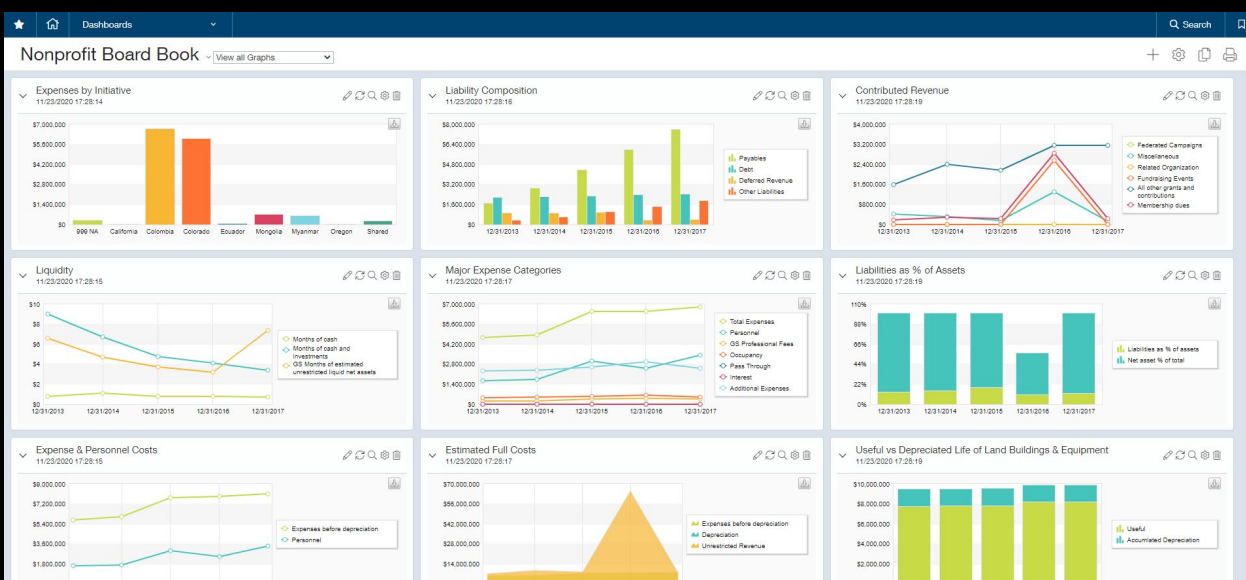 Dashboards
Search
Nonprofit Board Book
View all Graphs
Expenses by Initiative
11/23/2020 17:28:14
$7,000,000
$5,600,000
$4,200,000
$2,800,000
$1,400,000
$0
999 NA California Colombia Colorado Ecuador Mongolia Myanmar Oregon Shared
Liability Composition
11/23/2020 17:28:16
$8,000,000
$6,400,000
$4,800,000
$3,200,000
$1,600,000
$0
12/31/2013 12/31/2014 12/31/2015 12/31/2016 12/31/2017
Payables
Debt
Deferred Revenue
Other Liabilities
Contributed Revenue
11/23/2020 17:28:19
$4,000,000
$3,200,000
$2,400,000
$1,600,000
$800,000
$0
12/31/2013 12/31/2014 12/31/2015 12/31/2016 12/31/2017
Federated Campaigns
Miscellaneous
Related Organization
Fundraising Events
All other grants and
contributions
Membership dues
Liquidity
11/23/2020 17:28:15
$10
$8
$6
$4
$2
$0
12/31/2013 12/31/2014 12/31/2015 12/31/2016 12/31/2017
Months of cash
Months of cash and
investments
GS Months of estimated
unrestricted liquid net assets
Major Expense Categories
11/23/2020 17:28:17
$7,000,000
$5,600,000
$4,200,000
$2,800,000
$1,400,000
$0
12/31/2013 12/31/2014 12/31/2015 12/31/2016 12/31/2017
Total Expenses
Personnel
GS Professional Fees
Occupancy
Pass Through
Interest
Additional Expenses
Liabilities as % of Assets
11/23/2020 17:28:19
110%
88%
66%
44%
22%
0%
12/31/2013 12/31/2014 12/31/2015 12/31/2016 12/31/2017
Liabilities as % of assets
Net asset % of total
Expense & Personnel Costs
11/23/2020 17:28:15
$9,000,000
$7,200,000
$5,400,000
$3,600,000
$1,800,000
Expenses before depreciation
Personnel
Estimated Full Costs
11/23/2020 17:28:17
$70,000,000
$56,000,000
$42,000,000
$28,000,000
$14,000,000
Expenses before depreciation
Depreciation
Unrestricted Revenue
Useful vs Depreciated Life of Land Buildings & Equipment
11/23/2020 17:28:19
$10,000,000
$8,000,000
$6,000,000
$4,000,000
$2,000,000
Useful
Accumlated Depreciation